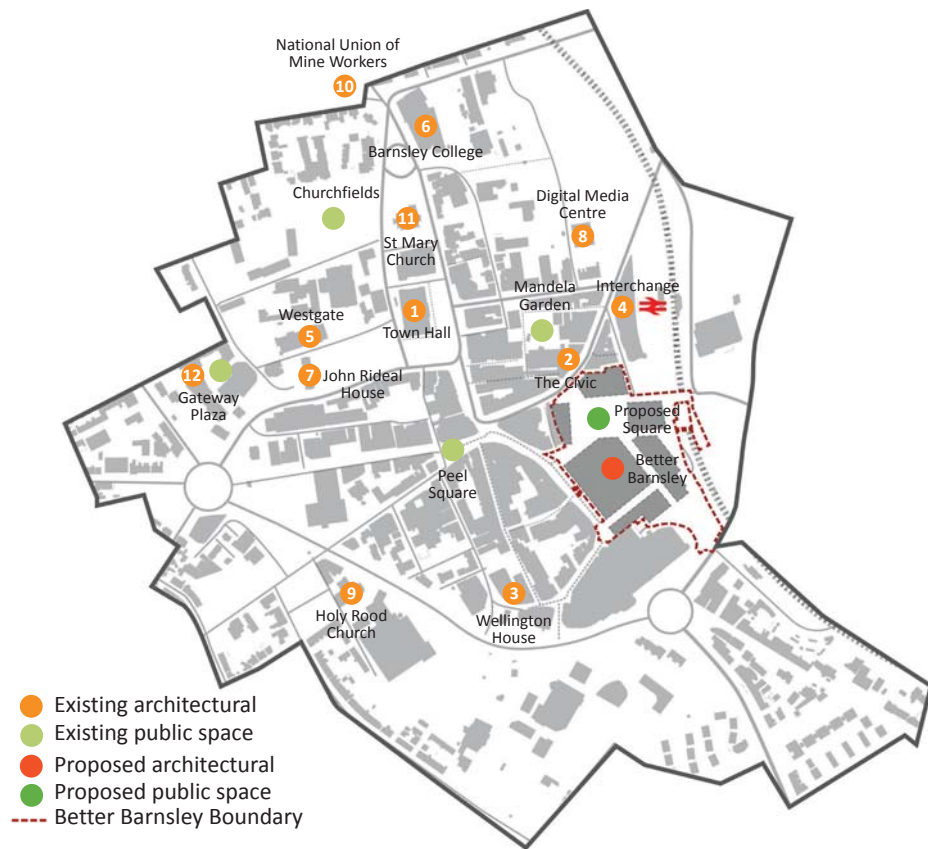 National Union of
Mine Workers
10
6
Barnsley College
Churchfields
11
St Mary
Church
Digital Media
Centre
8
Mandela
Garden
Interchange
4
Westgate
5
1
Town Hall
2
The Civic
12
Gateway
Plaza
7
John Rideal
House
Proposed
Square
Better
Barnsley
Peel
Square
9
Holy Rood
Church
3
Wellington
House
Existing architectural
Existing public space
Proposed architectural
Proposed public space
Better Barnsley Boundary